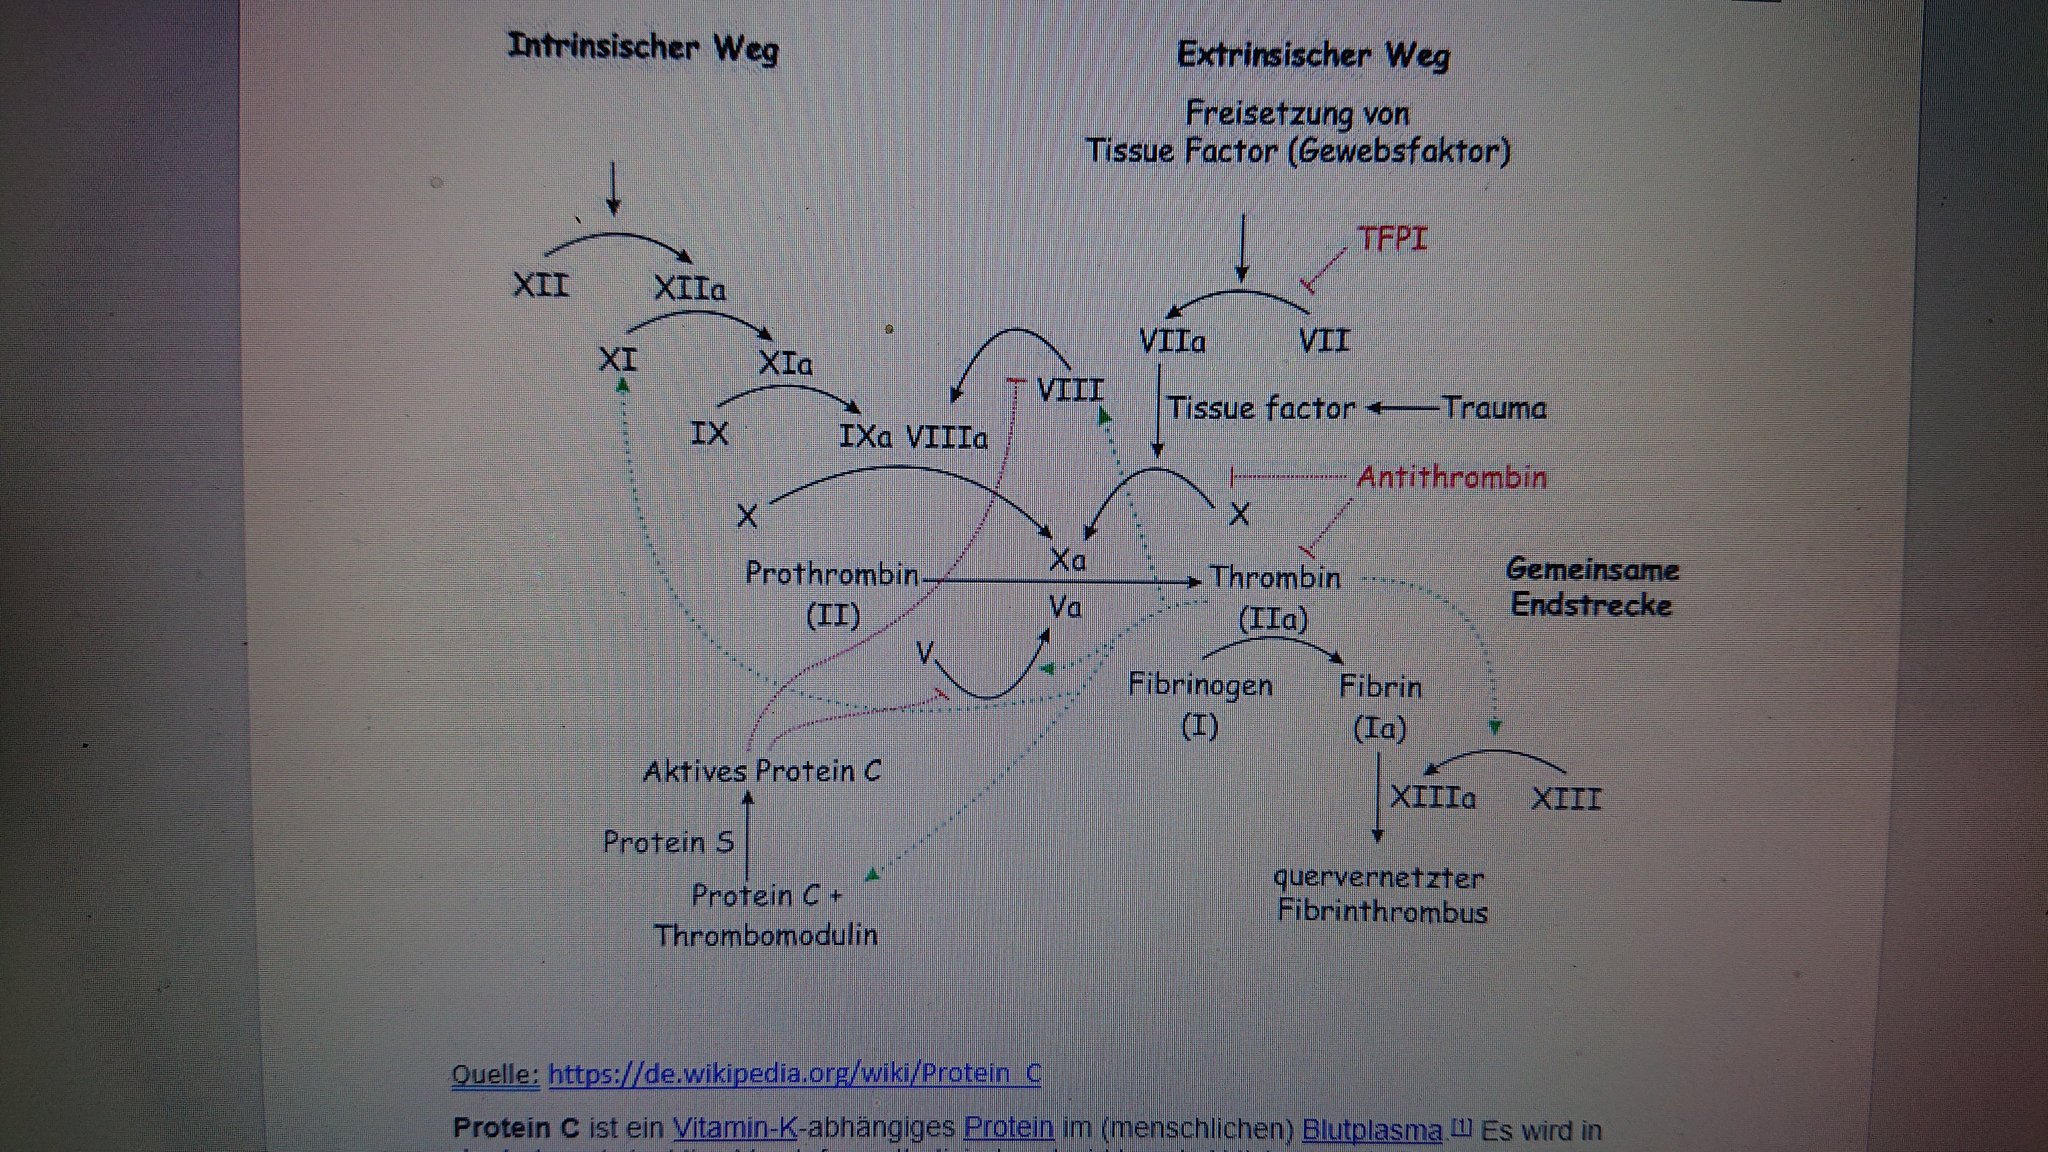 Intrinsischer Weg
Extrinsischer Weg
Freisetzung von
Tissue Factor (Gewebsfaktor)
TFPI
XII
XIIa
VIIa
VII
XI
XIa
VIII
Tissue factor
Trauma
IX
IXa VIIIa
Antithrombin
X
X
Xa
Prothrombin
(II)
Thrombin
(IIa)
Gemeinsame
Endstrecke
Va
V
Fibrinogen
(I)
Fibrin
(Ia)
Aktives Protein C
XIIIa
XIII
Protein S
Protein C +
Thrombomodulin
quervernetzter
Fibrinthrombus
Quelle: https://de.wikipedia.org/wiki/Protein_C
Protein C ist ein Vitamin-K-abhängiges Protein im (menschlichen) Blutplasma.[1] Es wird in